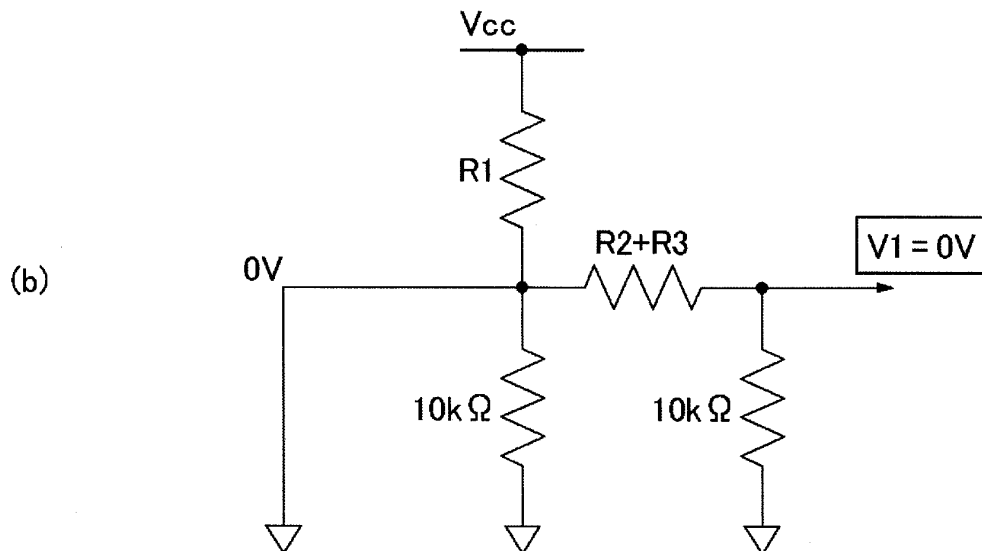 Vcc
R1
R2+R3
V1 = 0V
(b)
0V
10kΩ
10kΩ